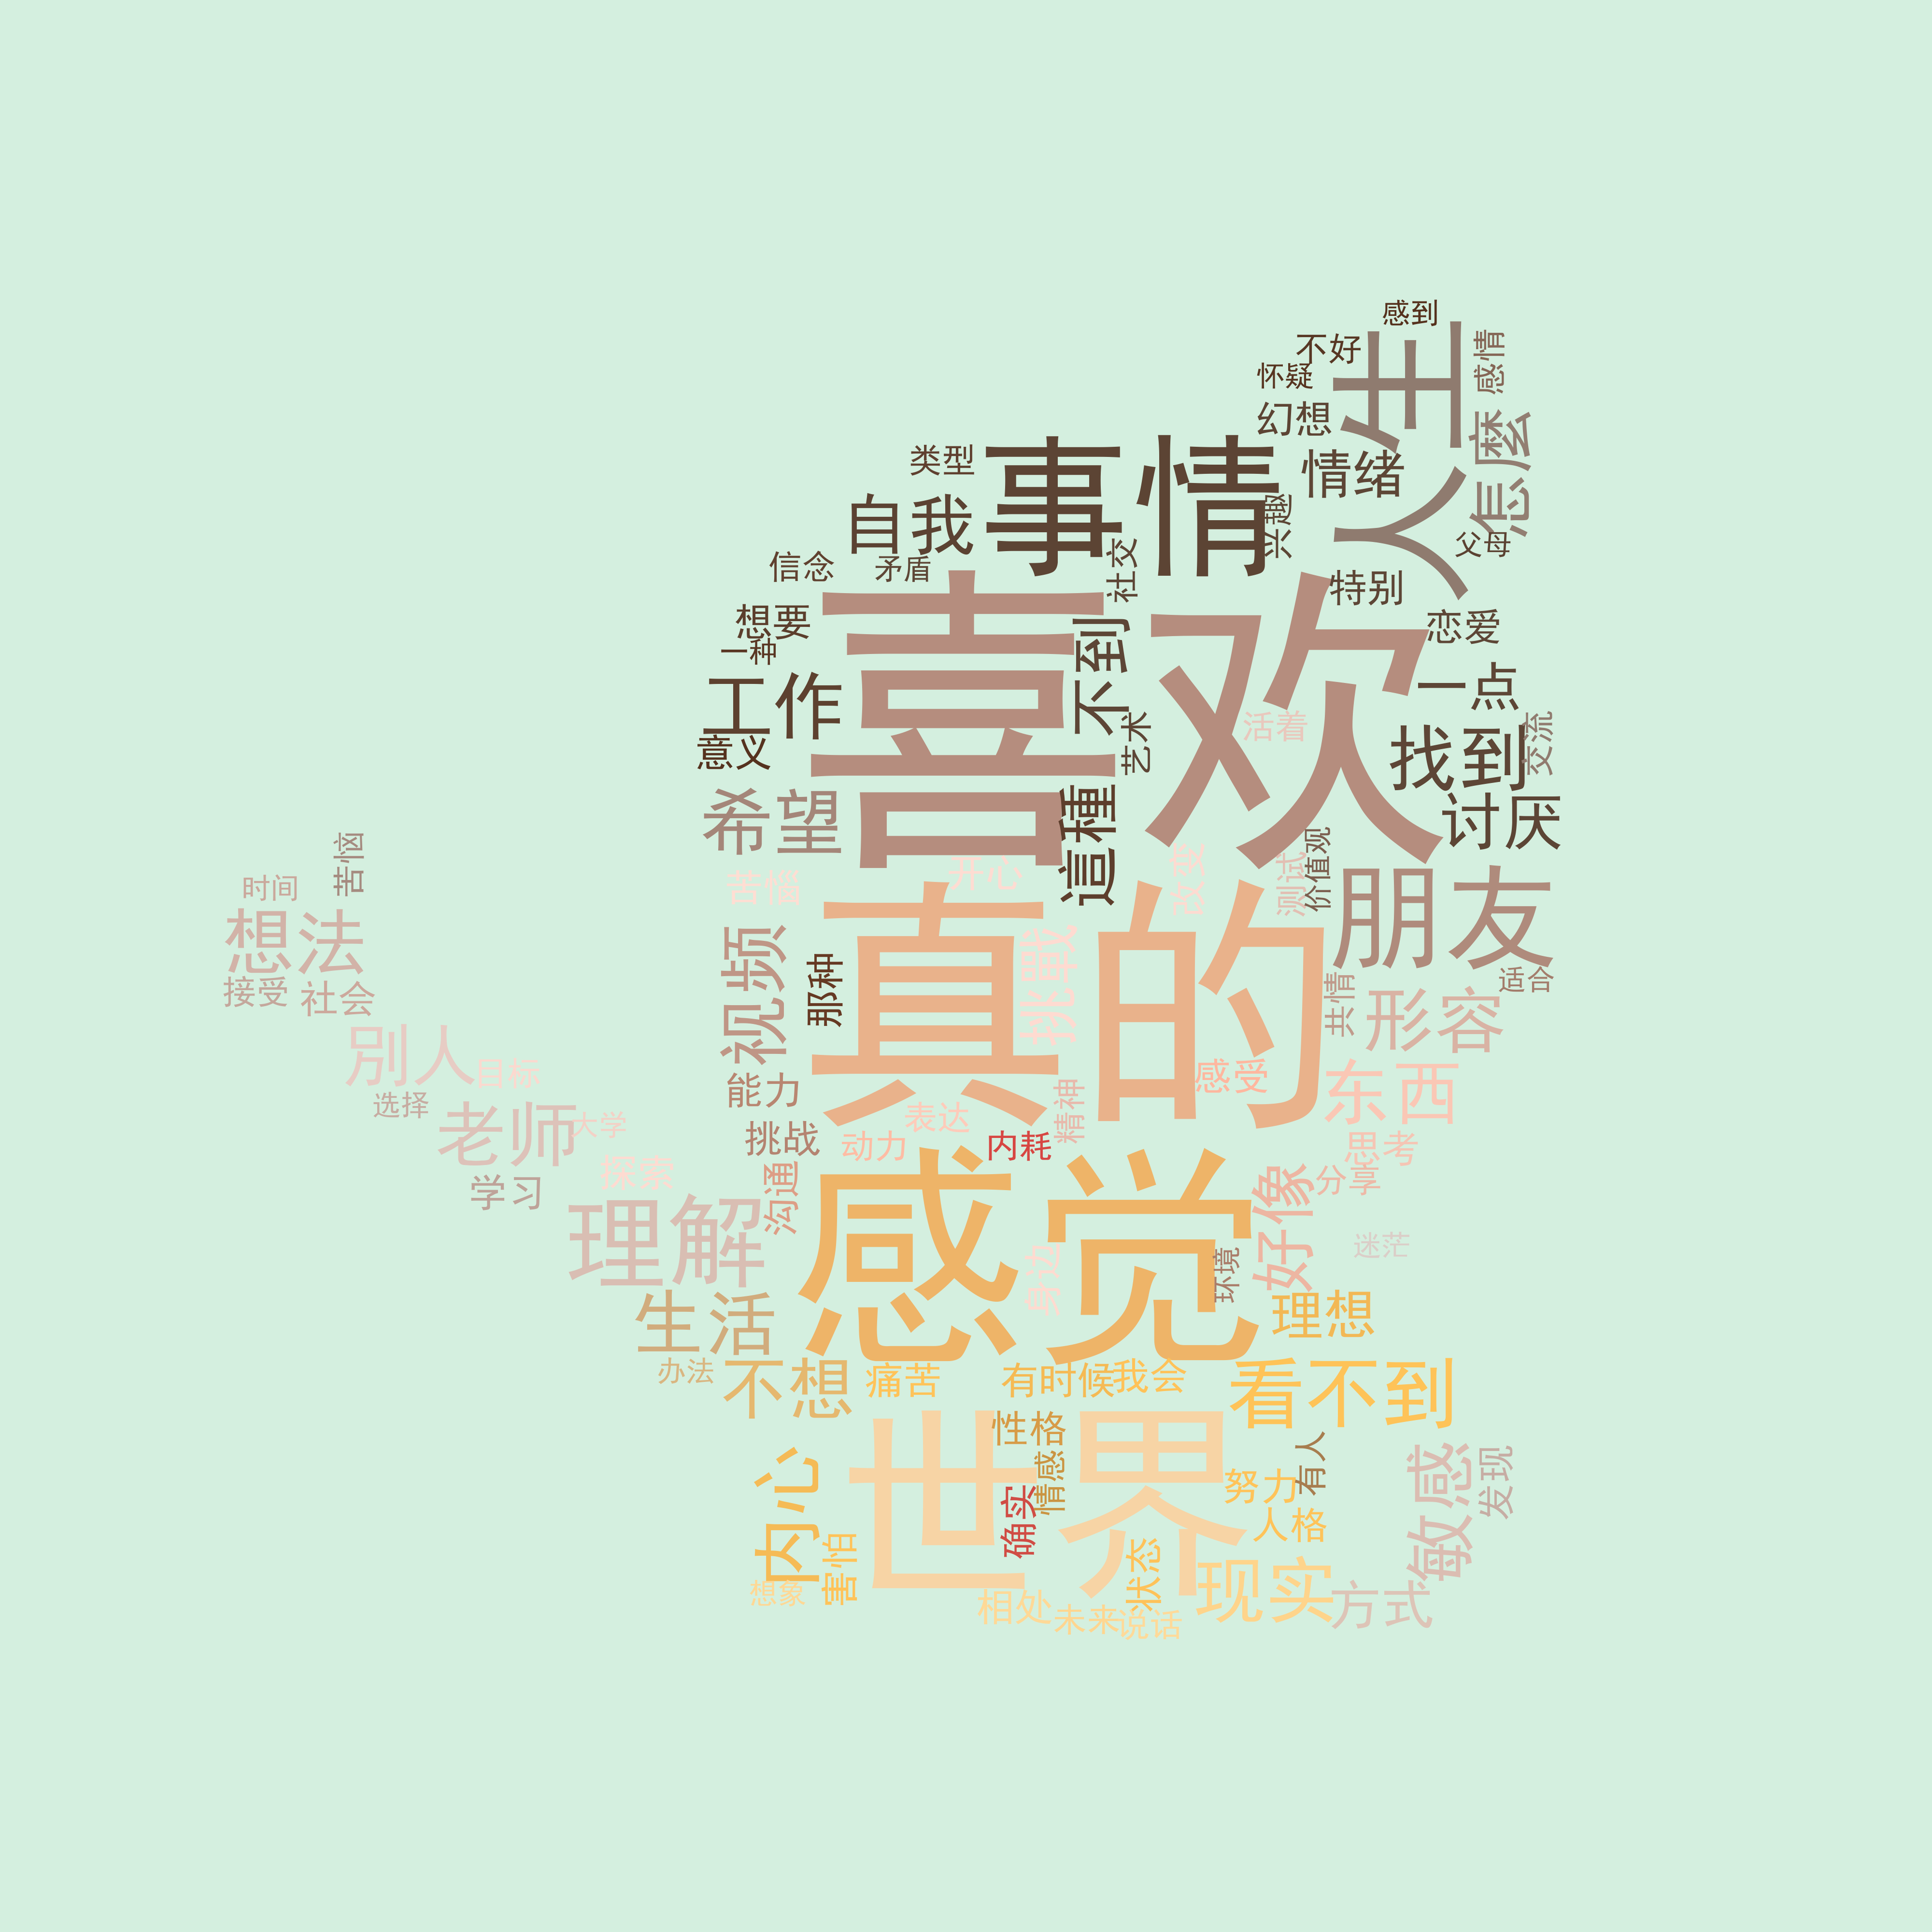 感到
不好
感情
怀疑
人生
幻想
怎麼
事情
类型
情绪
自我
兴趣
父母
社交
信念
矛盾
特别
喜欢
想要
恋爱
一种
不到
工作
一点
艺术
活着
意义
找到
交流
希望
這種
讨厌
苦恼
时间
苦惱
开心
改变
测试
价值观
朋友
想法
视频
那种
真的
挑戰
适合
接受
社会
共情
形容
別人
目标
能力
感受
东西
选择
老师
大学
表达
精神
挑战
动力
内耗
思考
探索
学习
沟通
好像
分享
理解
感觉
身边
环境
迷茫
生活
理想
办法
不想
痛苦
有时候
我会
看不到
性格
世界
内心
情感
有人
敏感
发现
确实
努力
人格
害怕
状态
想象
相处
未来
说话
现实
方式